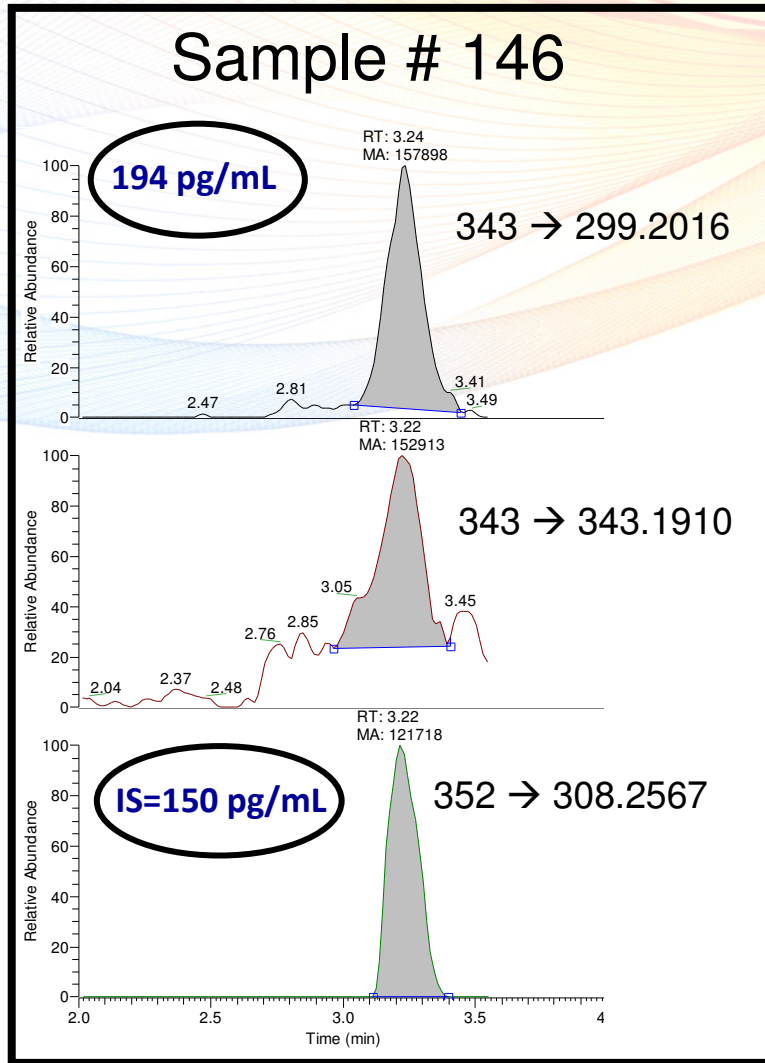 Sample # 146
RT: 3.24
MA: 157898
194 pg/mL
343 → 299.2016
Relative Abundance
100
80
60
40
20
0
2.47
2.81
3.41
3.49
RT: 3.22
MA: 152913
343 → 343.1910
Relative Abundance
100
80
60
40
20
0
2.04
2.37
2.48
2.76
2.85
3.05
3.45
RT: 3.22
MA: 121718
IS=150 pg/mL
352 → 308.2567
Relative Abundance
100
80
60
40
20
0
2.0 2.5 3.0 3.5 4
Time (min)